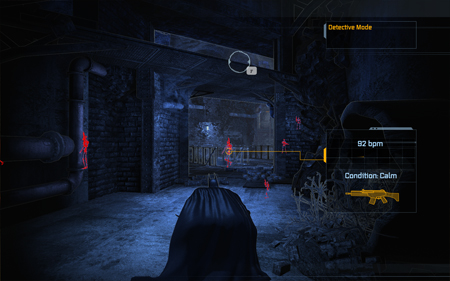 Detective Mode
92 bpm
Condition: Calm